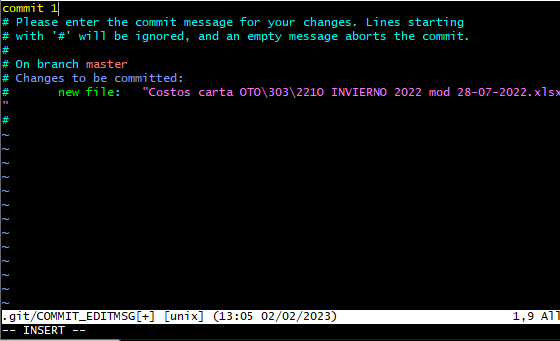 commit 1
# Please enter the commit message for your changes. Lines starting
# with '#' will be ignored, and an empty message aborts the commit.
#
# On branch master
# Changes to be committed:
#       new file:   "Costos carta OTO\303\221O INVIERNO 2022 mod 28-07-2022.xlsx
"
#
~
~
~
~
~
~
~
~
~
~
~
~
~
.git/COMMIT_EDITMSG[+] [unix] (13:05 02/02/2023) 1,9 All
-- INSERT --